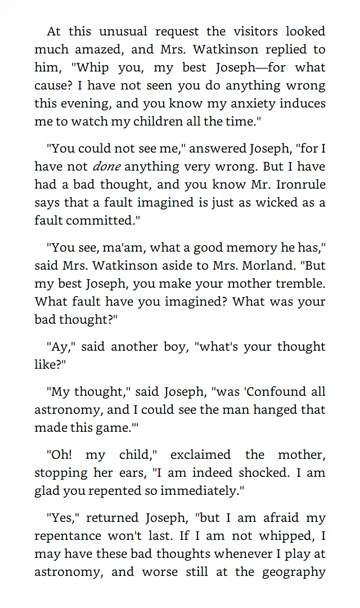 At this unusual request the visitors looked
much amazed, and Mrs. Watkinson replied to
him, "Whip you, my best Joseph—for what
cause? I have not seen you do anything wrong
this evening, and you know my anxiety induces
me to watch my children all the time."
"You could not see me," answered Joseph, "for I
have not done anything very wrong. But I have
had a bad thought, and you know Mr. Ironrule
says that a fault imagined is just as wicked as a
fault committed."
"You see, ma'am, what a good memory he has,"
said Mrs. Watkinson aside to Mrs. Morland. "But
my best Joseph, you make your mother tremble.
What fault have you imagined? What was your
bad thought?"
"Ay," said another boy, "what's your thought
like?"
"My thought," said Joseph, "was 'Confound all
astronomy, and I could see the man hanged that
made this game.'"
"Oh! my child," exclaimed the mother,
stopping her ears, "I am indeed shocked. I am
glad you repented so immediately."
"Yes," returned Joseph, "but I am afraid my
repentance won't last. If I am not whipped, I
may have these bad thoughts whenever I play at
astronomy, and worse still at the geography